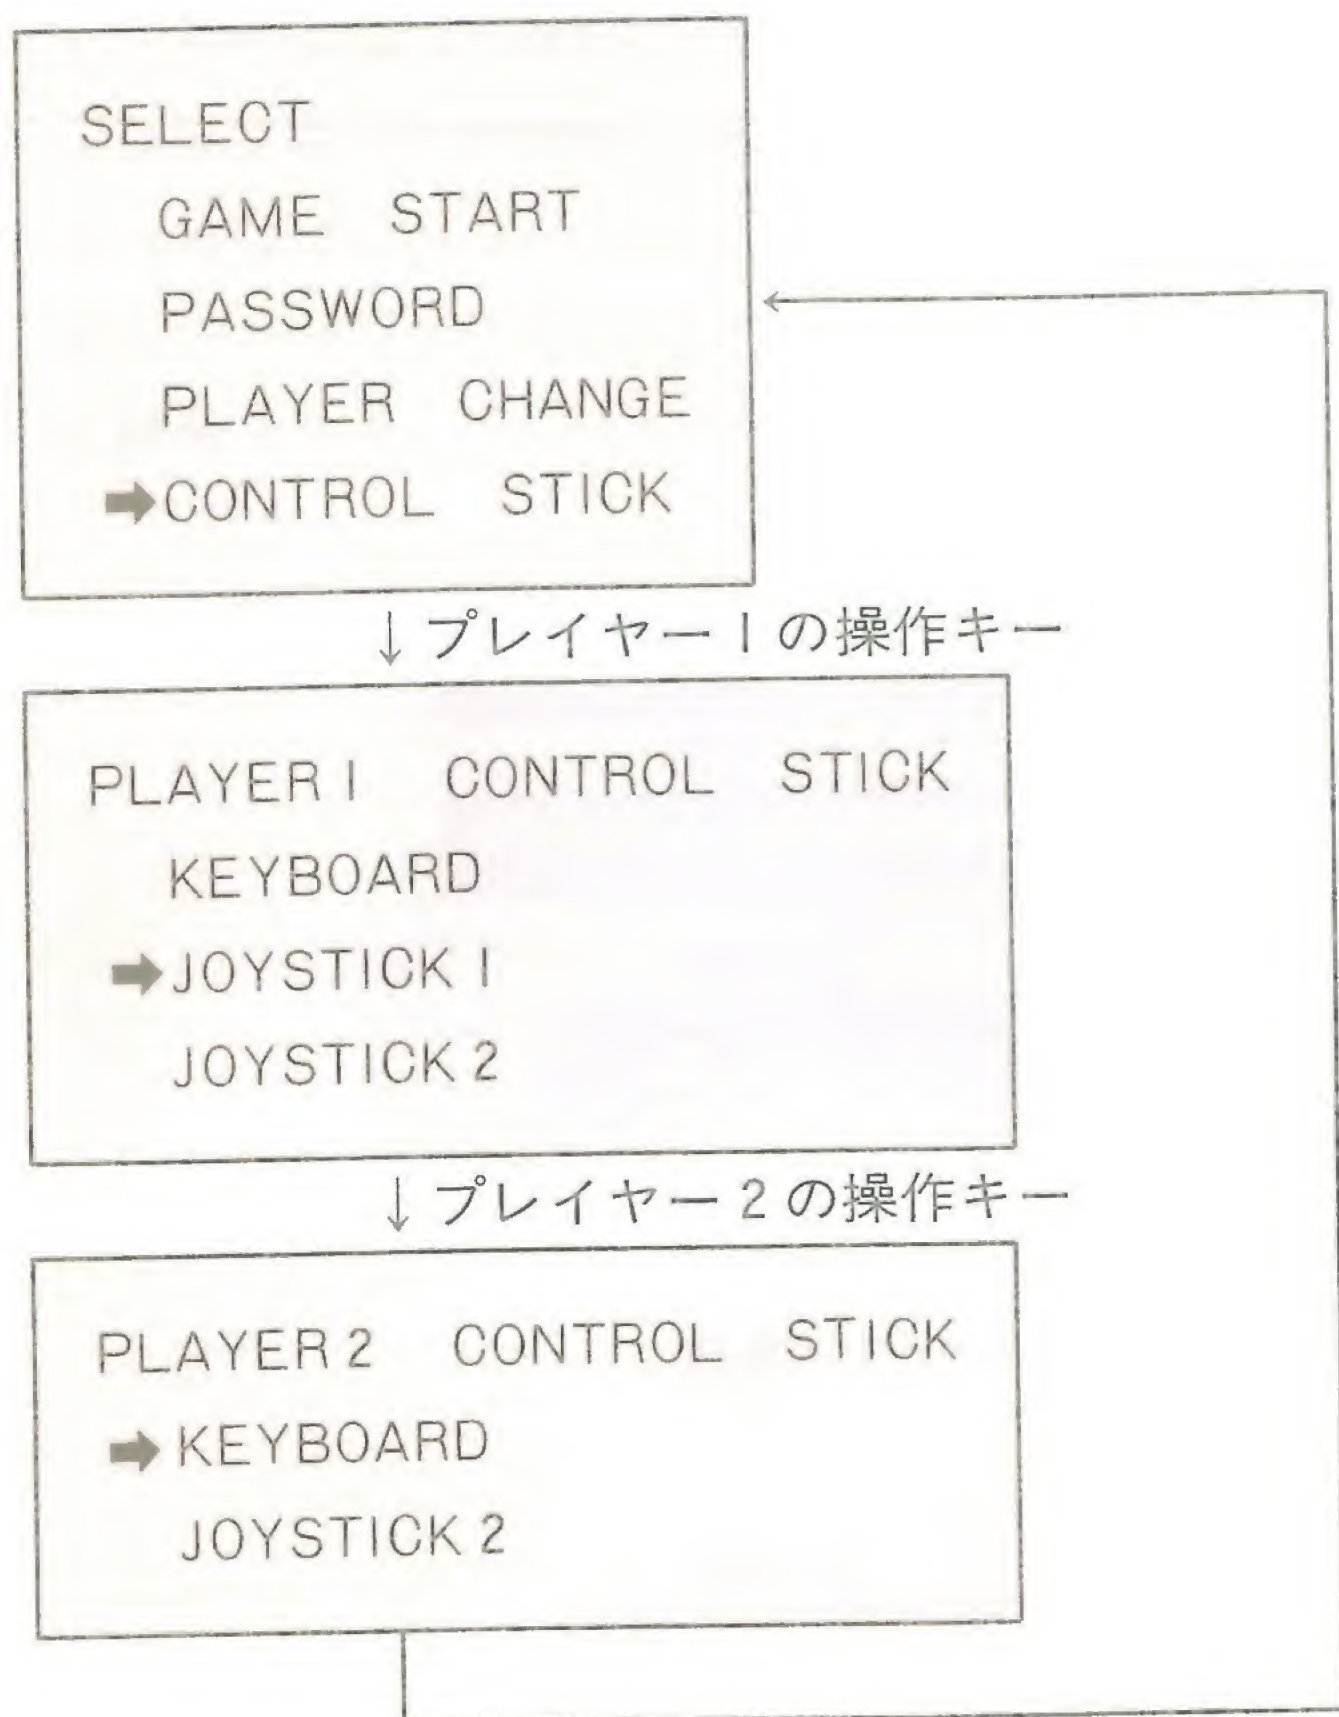 SELECT
GAME START
PASSWORD
PLAYER CHANGE
➡CONTROL STICK
↓プレイヤー1の操作キー
PLAYER1 CONTROL STICK
KEYBOARD
➡JOYSTICK1
JOYSTICK2
↓プレイヤー2の操作キー
PLAYER2 CONTROL STICK
➡KEYBOARD
JOYSTICK2